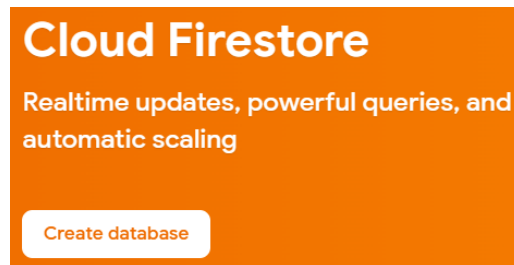 Cloud Firestore
Realtime updates, powerful queries, and
automatic scaling
Create database